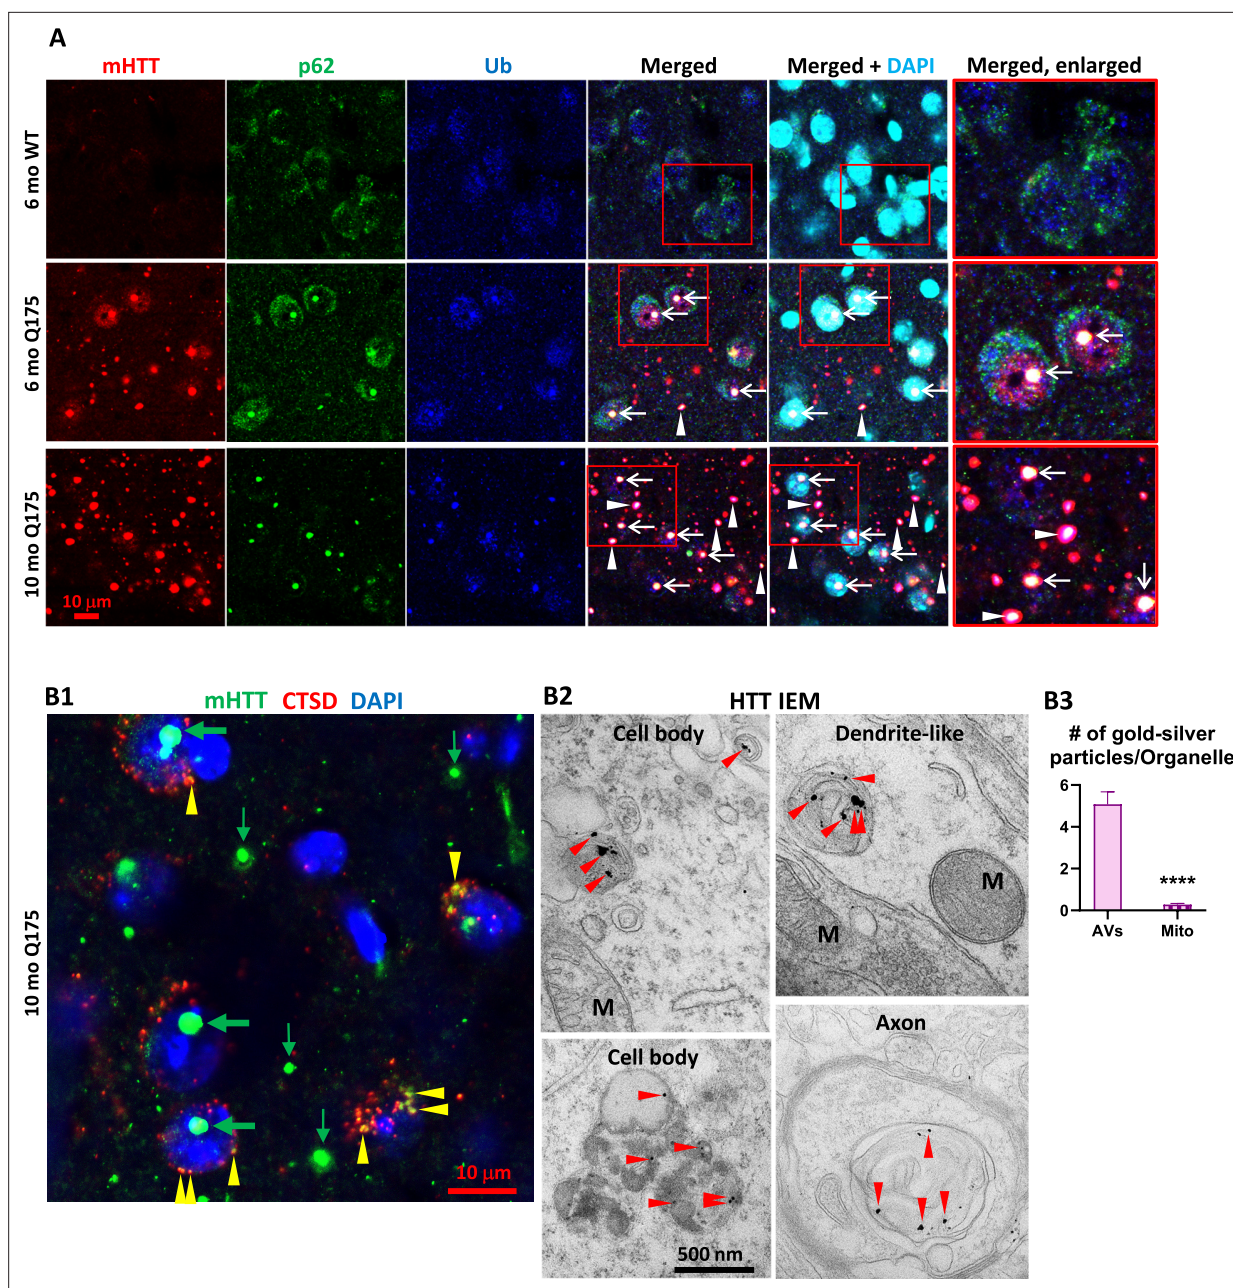 A
mHTT
p62
Ub
Merged
Merged + DAPI
Merged, enlarged
6 mo WT
6 mo Q175
10 mo Q175
10 µm
B1
mHTT CTSD DAPI
10 mo Q175
10 µm
B2
HTT IEM
Cell body
M
Dendrite-like
M
M
Cell body
500 nm
Axon
B3
# of gold-silver
particles/Organelle
6
4
2
0
****
AVs
Mito